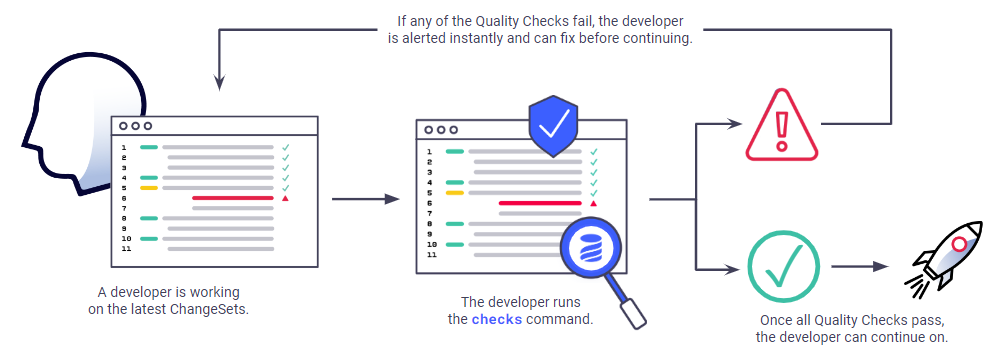 If any of the Quality Checks fail, the developer
is alerted instantly and can fix before continuing.
1
2
3
4
5
6
7
8
9
10
11
1
2
3
4
5
6
7
8
9
10
11
A developer is working
on the latest ChangeSets.
The developer runs
the checks command.
Once all Quality Checks pass,
the developer can continue on.